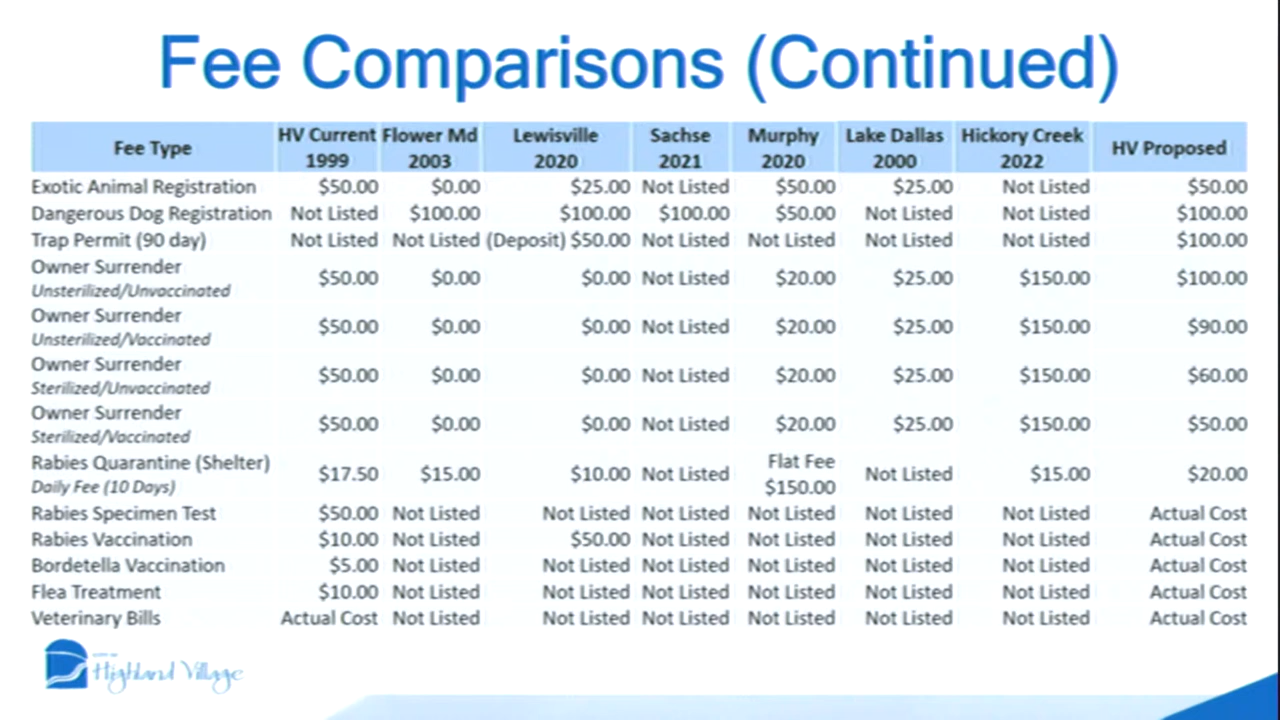 Fee Comparisons (Continued)
Fee Type HV Current 1999 Flower Md 2003 Lewisville 2020 Sachse 2021 Murphy 2020 Lake Dallas 2000 Hickory Creek 2022 HV Proposed
Exotic Animal Registration $50.00 $0.00 $25.00 Not Listed $50.00 $25.00 Not Listed $50.00
Dangerous Dog Registration Not Listed $100.00 $100.00 $100.00 $50.00 Not Listed Not Listed $100.00
Trap Permit (90 day) Not Listed Not Listed (Deposit) $50.00 Not Listed Not Listed Not Listed Not Listed $100.00
Owner Surrender
Unsterilized/Unvaccinated $50.00 $0.00 $0.00 Not Listed $20.00 $25.00 $150.00 $100.00
Owner Surrender
Unsterilized/Vaccinated $50.00 $0.00 $0.00 Not Listed $20.00 $25.00 $150.00 $90.00
Owner Surrender
Sterilized/Unvaccinated $50.00 $0.00 $0.00 Not Listed $20.00 $25.00 $150.00 $60.00
Owner Surrender
Sterilized/Vaccinated $50.00 $0.00 $0.00 Not Listed $20.00 $25.00 $150.00 $50.00
Rabies Quarantine (Shelter)
Daily Fee (10 Days) $17.50 $15.00 $10.00 Not Listed Flat Fee $150.00 Not Listed $15.00 $20.00
Rabies Specimen Test $50.00 Not Listed Not Listed Not Listed Not Listed Not Listed Not Listed Actual Cost
Rabies Vaccination $10.00 Not Listed $50.00 Not Listed Not Listed Not Listed Not Listed Actual Cost
Bordetella Vaccination $5.00 Not Listed Not Listed Not Listed Not Listed Not Listed Not Listed Actual Cost
Flea Treatment $10.00 Not Listed Not Listed Not Listed Not Listed Not Listed Not Listed Actual Cost
Veterinary Bills Actual Cost Not Listed Not Listed Not Listed Not Listed Not Listed Not Listed Actual Cost
Highland Village